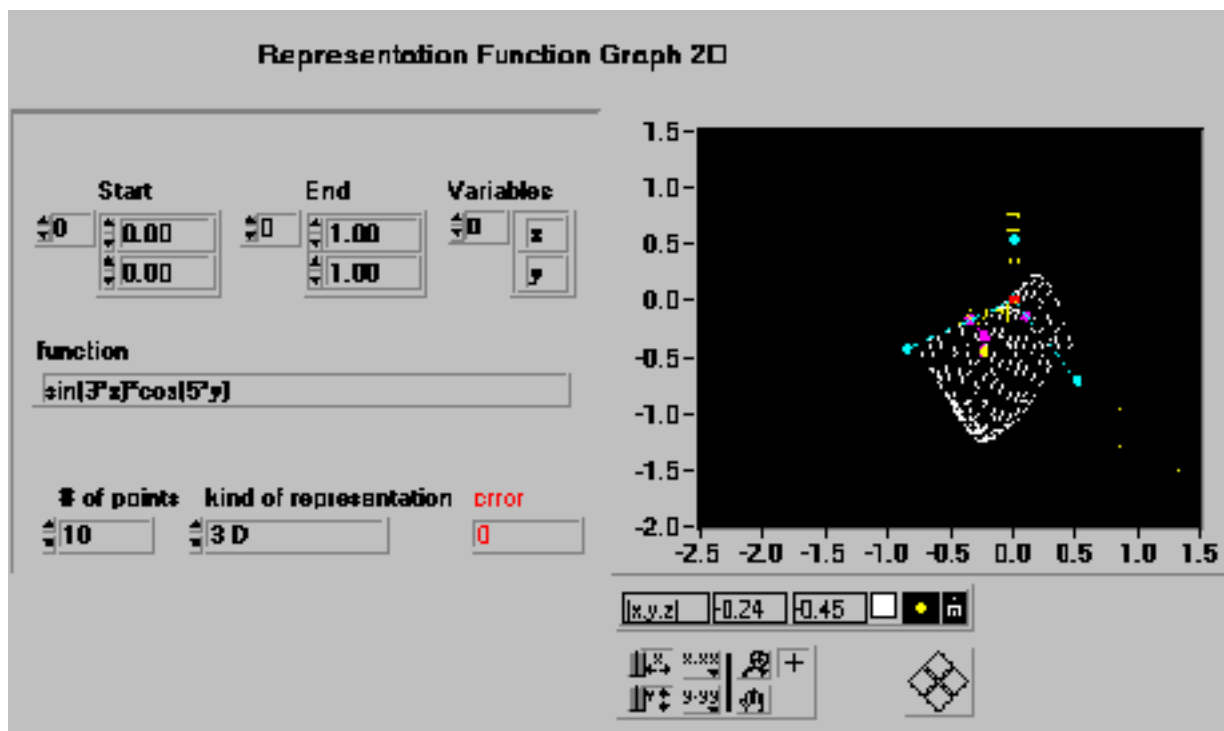 Representation Function Graph 2D
Start End Variables
0 0.00 0 1.00 0 x
0.00 1.00 y
function
sin(3*x)*cos(5*y)
# of points kind of representation error
10 3 D 0
1.5
1.0
0.5
0.0
-0.5
-1.0
-1.5
-2.0
-2.5 -2.0 -1.5 -1.0 -0.5 0.0 0.5 1.0 1.5
-0.24 -0.45
x.xx
y.yy